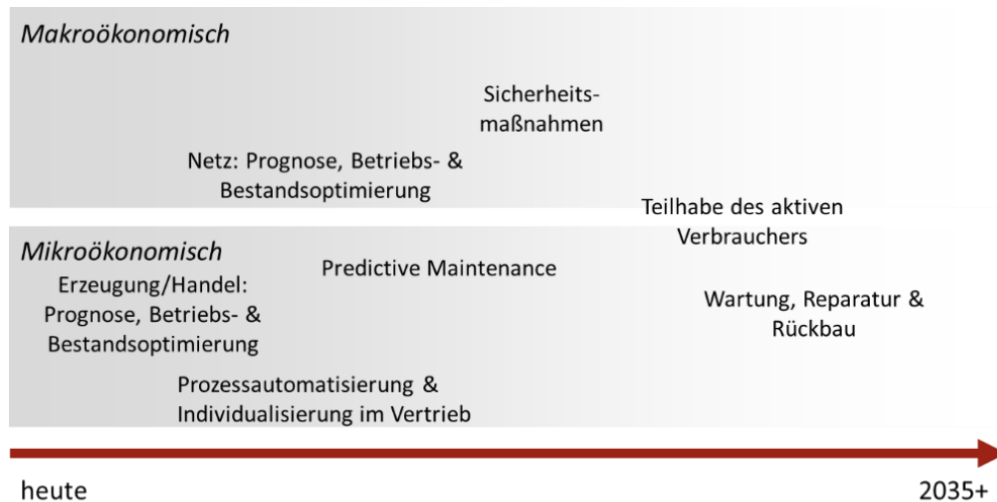 Makroökonomisch
Sicherheits-
maßnahmen
Netz: Prognose, Betriebs- &
Bestandsoptimierung
Teilhabe des aktiven
Verbrauchers
Mikroökonomisch
Erzeugung/Handel:
Prognose, Betriebs- &
Bestandsoptimierung
Predictive Maintenance
Wartung, Reparatur &
Rückbau
Prozessautomatisierung &
Individualisierung im Vertrieb
heute
2035+